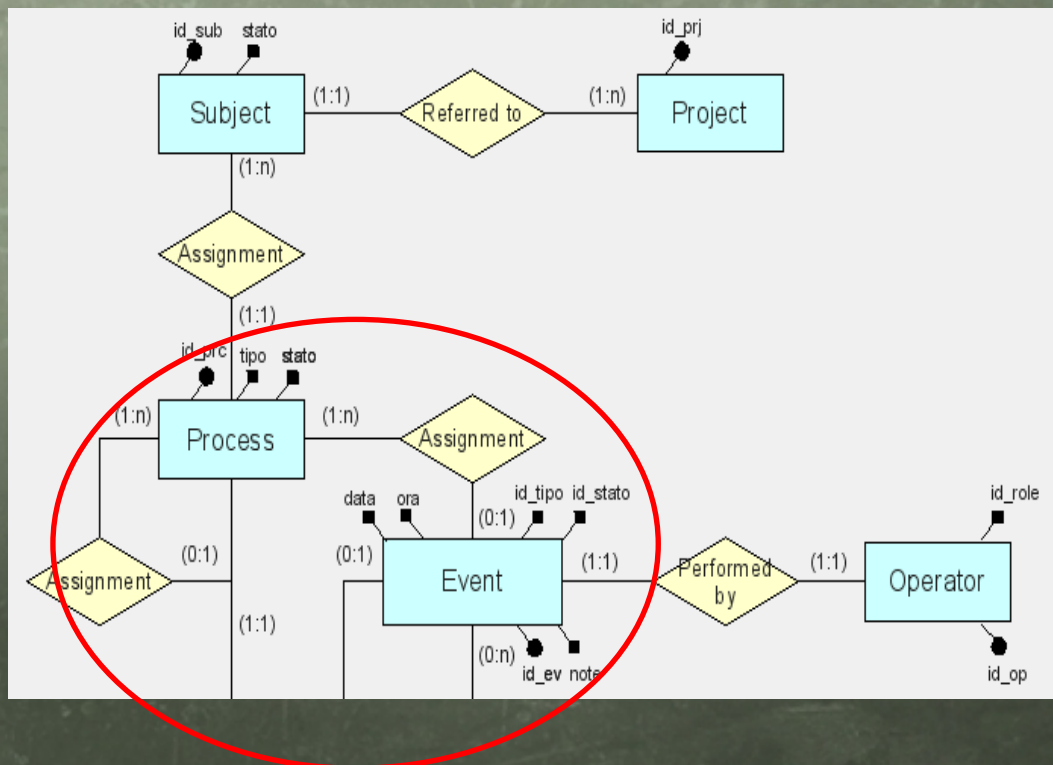 id_sub stato
id_prj
Subject
(1:1)
Referred to
(1:n)
Project
(1:n)
Assignment
(1:1)
id_prc tipo stato
(1:n)
Process
(1:n)
Assignment
data ora
id_tipo id_stato
id_role
(0:1)
(0:1)
(0:1)
Assignment
Event
(1:1)
Performed
by
(1:1)
Operator
(1:1)
(0:n)
id_ev note
id_op